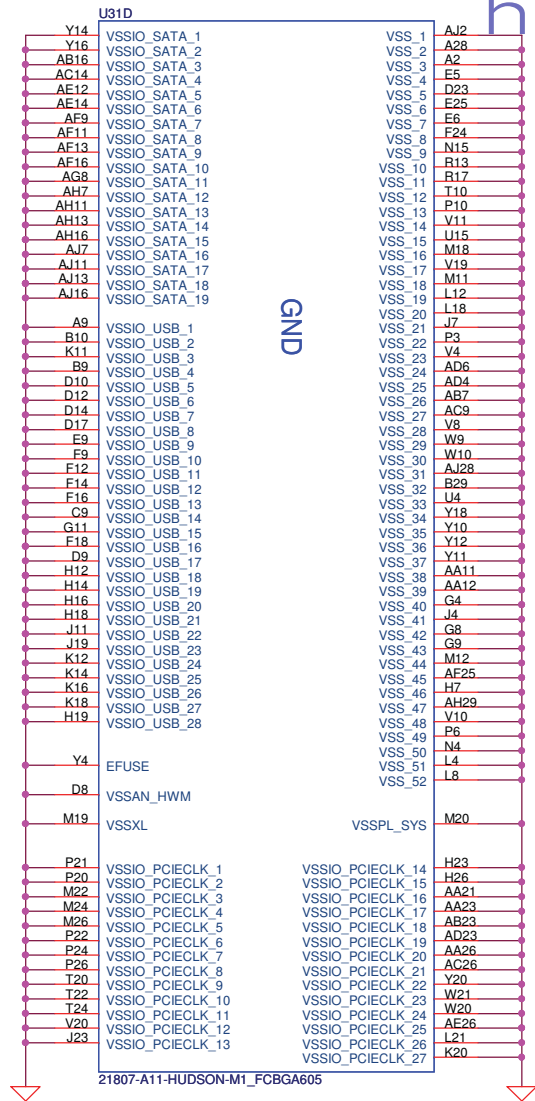 h
U31D
Y14 VSSIO_SATA_1 VSS_1 AJ2
Y16 VSSIO_SATA_2 VSS_2 A28
AB16 VSSIO_SATA_3 VSS_3 A2
AC14 VSSIO_SATA_4 VSS_4 E5
AE12 VSSIO_SATA_5 VSS_5 D23
AE14 VSSIO_SATA_6 VSS_6 E25
AF9 VSSIO_SATA_7 VSS_7 E6
AF11 VSSIO_SATA_8 VSS_8 F24
AF13 VSSIO_SATA_9 VSS_9 N15
AF16 VSSIO_SATA_10 VSS_10 R13
AG8 VSSIO_SATA_11 VSS_11 R17
AH7 VSSIO_SATA_12 VSS_12 T10
AH11 VSSIO_SATA_13 VSS_13 P10
AH13 VSSIO_SATA_14 VSS_14 V11
AH16 VSSIO_SATA_15 VSS_15 U15
AJ7 VSSIO_SATA_16 VSS_16 M18
AJ11 VSSIO_SATA_17 VSS_17 V19
AJ13 VSSIO_SATA_18 VSS_18 M11
AJ16 VSSIO_SATA_19 VSS_19 L12
VSS_20 L18
GND
A9 VSSIO_USB_1 VSS_21 J7
B10 VSSIO_USB_2 VSS_22 P3
K11 VSSIO_USB_3 VSS_23 V4
B9 VSSIO_USB_4 VSS_24 AD6
D10 VSSIO_USB_5 VSS_25 AD4
D12 VSSIO_USB_6 VSS_26 AB7
D14 VSSIO_USB_7 VSS_27 AC9
D17 VSSIO_USB_8 VSS_28 V8
E9 VSSIO_USB_9 VSS_29 W9
F9 VSSIO_USB_10 VSS_30 W10
F12 VSSIO_USB_11 VSS_31 AJ28
F14 VSSIO_USB_12 VSS_32 B29
F16 VSSIO_USB_13 VSS_33 U4
C9 VSSIO_USB_14 VSS_34 Y18
G11 VSSIO_USB_15 VSS_35 Y10
F18 VSSIO_USB_16 VSS_36 Y12
D9 VSSIO_USB_17 VSS_37 Y11
H12 VSSIO_USB_18 VSS_38 AA11
H14 VSSIO_USB_19 VSS_39 AA12
H16 VSSIO_USB_20 VSS_40 G4
H18 VSSIO_USB_21 VSS_41 J4
J11 VSSIO_USB_22 VSS_42 G8
J19 VSSIO_USB_23 VSS_43 G9
K12 VSSIO_USB_24 VSS_44 M12
K14 VSSIO_USB_25 VSS_45 AF25
K16 VSSIO_USB_26 VSS_46 H7
K18 VSSIO_USB_27 VSS_47 AH29
H19 VSSIO_USB_28 VSS_48 V10
VSS_49 P6
VSS_50 N4
Y4 EFUSE VSS_51 L4
VSS_52 L8
D8 VSSAN_HWM
M19 VSSXL VSSPL_SYS M20
P21 VSSIO_PCIECLK_1 VSSIO_PCIECLK_14 H23
P20 VSSIO_PCIECLK_2 VSSIO_PCIECLK_15 H26
M22 VSSIO_PCIECLK_3 VSSIO_PCIECLK_16 AA21
M24 VSSIO_PCIECLK_4 VSSIO_PCIECLK_17 AA23
M26 VSSIO_PCIECLK_5 VSSIO_PCIECLK_18 AB23
P22 VSSIO_PCIECLK_6 VSSIO_PCIECLK_19 AD23
P24 VSSIO_PCIECLK_7 VSSIO_PCIECLK_20 AA26
P26 VSSIO_PCIECLK_8 VSSIO_PCIECLK_21 AC26
T20 VSSIO_PCIECLK_9 VSSIO_PCIECLK_22 Y20
T22 VSSIO_PCIECLK_10 VSSIO_PCIECLK_23 W21
T24 VSSIO_PCIECLK_11 VSSIO_PCIECLK_24 W20
V20 VSSIO_PCIECLK_12 VSSIO_PCIECLK_25 AE26
J23 VSSIO_PCIECLK_13 VSSIO_PCIECLK_26 L21
VSSIO_PCIECLK_27 K20
21807-A11-HUDSON-M1_FCBGA605